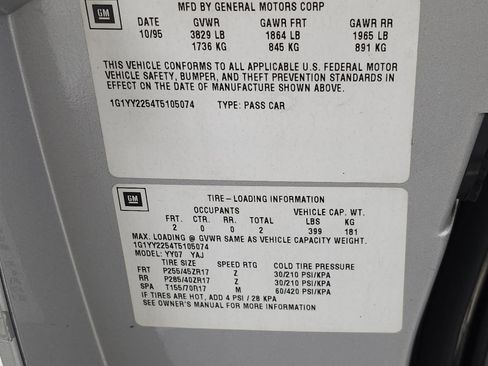 GM
MFD BY GENERAL MOTORS CORP
DATE GVWR GAWR FRT GAWR RR
10/95 3829 LB 1864 LB 1965 LB
1736 KG 845 KG 891 KG
THIS VEHICLE CONFORMS TO ALL APPLICABLE U.S. FEDERAL MOTOR
VEHICLE SAFETY, BUMPER, AND THEFT PREVENTION STANDARDS IN
EFFECT ON THE DATE OF MANUFACTURE SHOWN ABOVE.
1G1YY2254T5105074 TYPE: PASS CAR
GM
TIRE-LOADING INFORMATION
OCCUPANTS VEHICLE CAP. WT.
FRT. CTR. RR. TOTAL LBS KG
2 0 0 2 399 181
MAX. LOADING @ GVWR SAME AS VEHICLE CAPACITY WEIGHT.
1G1YY2254T5105074
MODEL: YY07 YAJ
TIRE SIZE SPEED RTG COLD TIRE PRESSURE
FRT P255/45ZR17 Z 30/210 PSI/KPA
RR P285/40ZR17 Z 30/210 PSI/KPA
SPA T155/70R17 M 60/420 PSI/KPA
IF TIRES ARE HOT, ADD 4 PSI / 28 KPA
SEE OWNER'S MANUAL FOR MORE INFORMATION